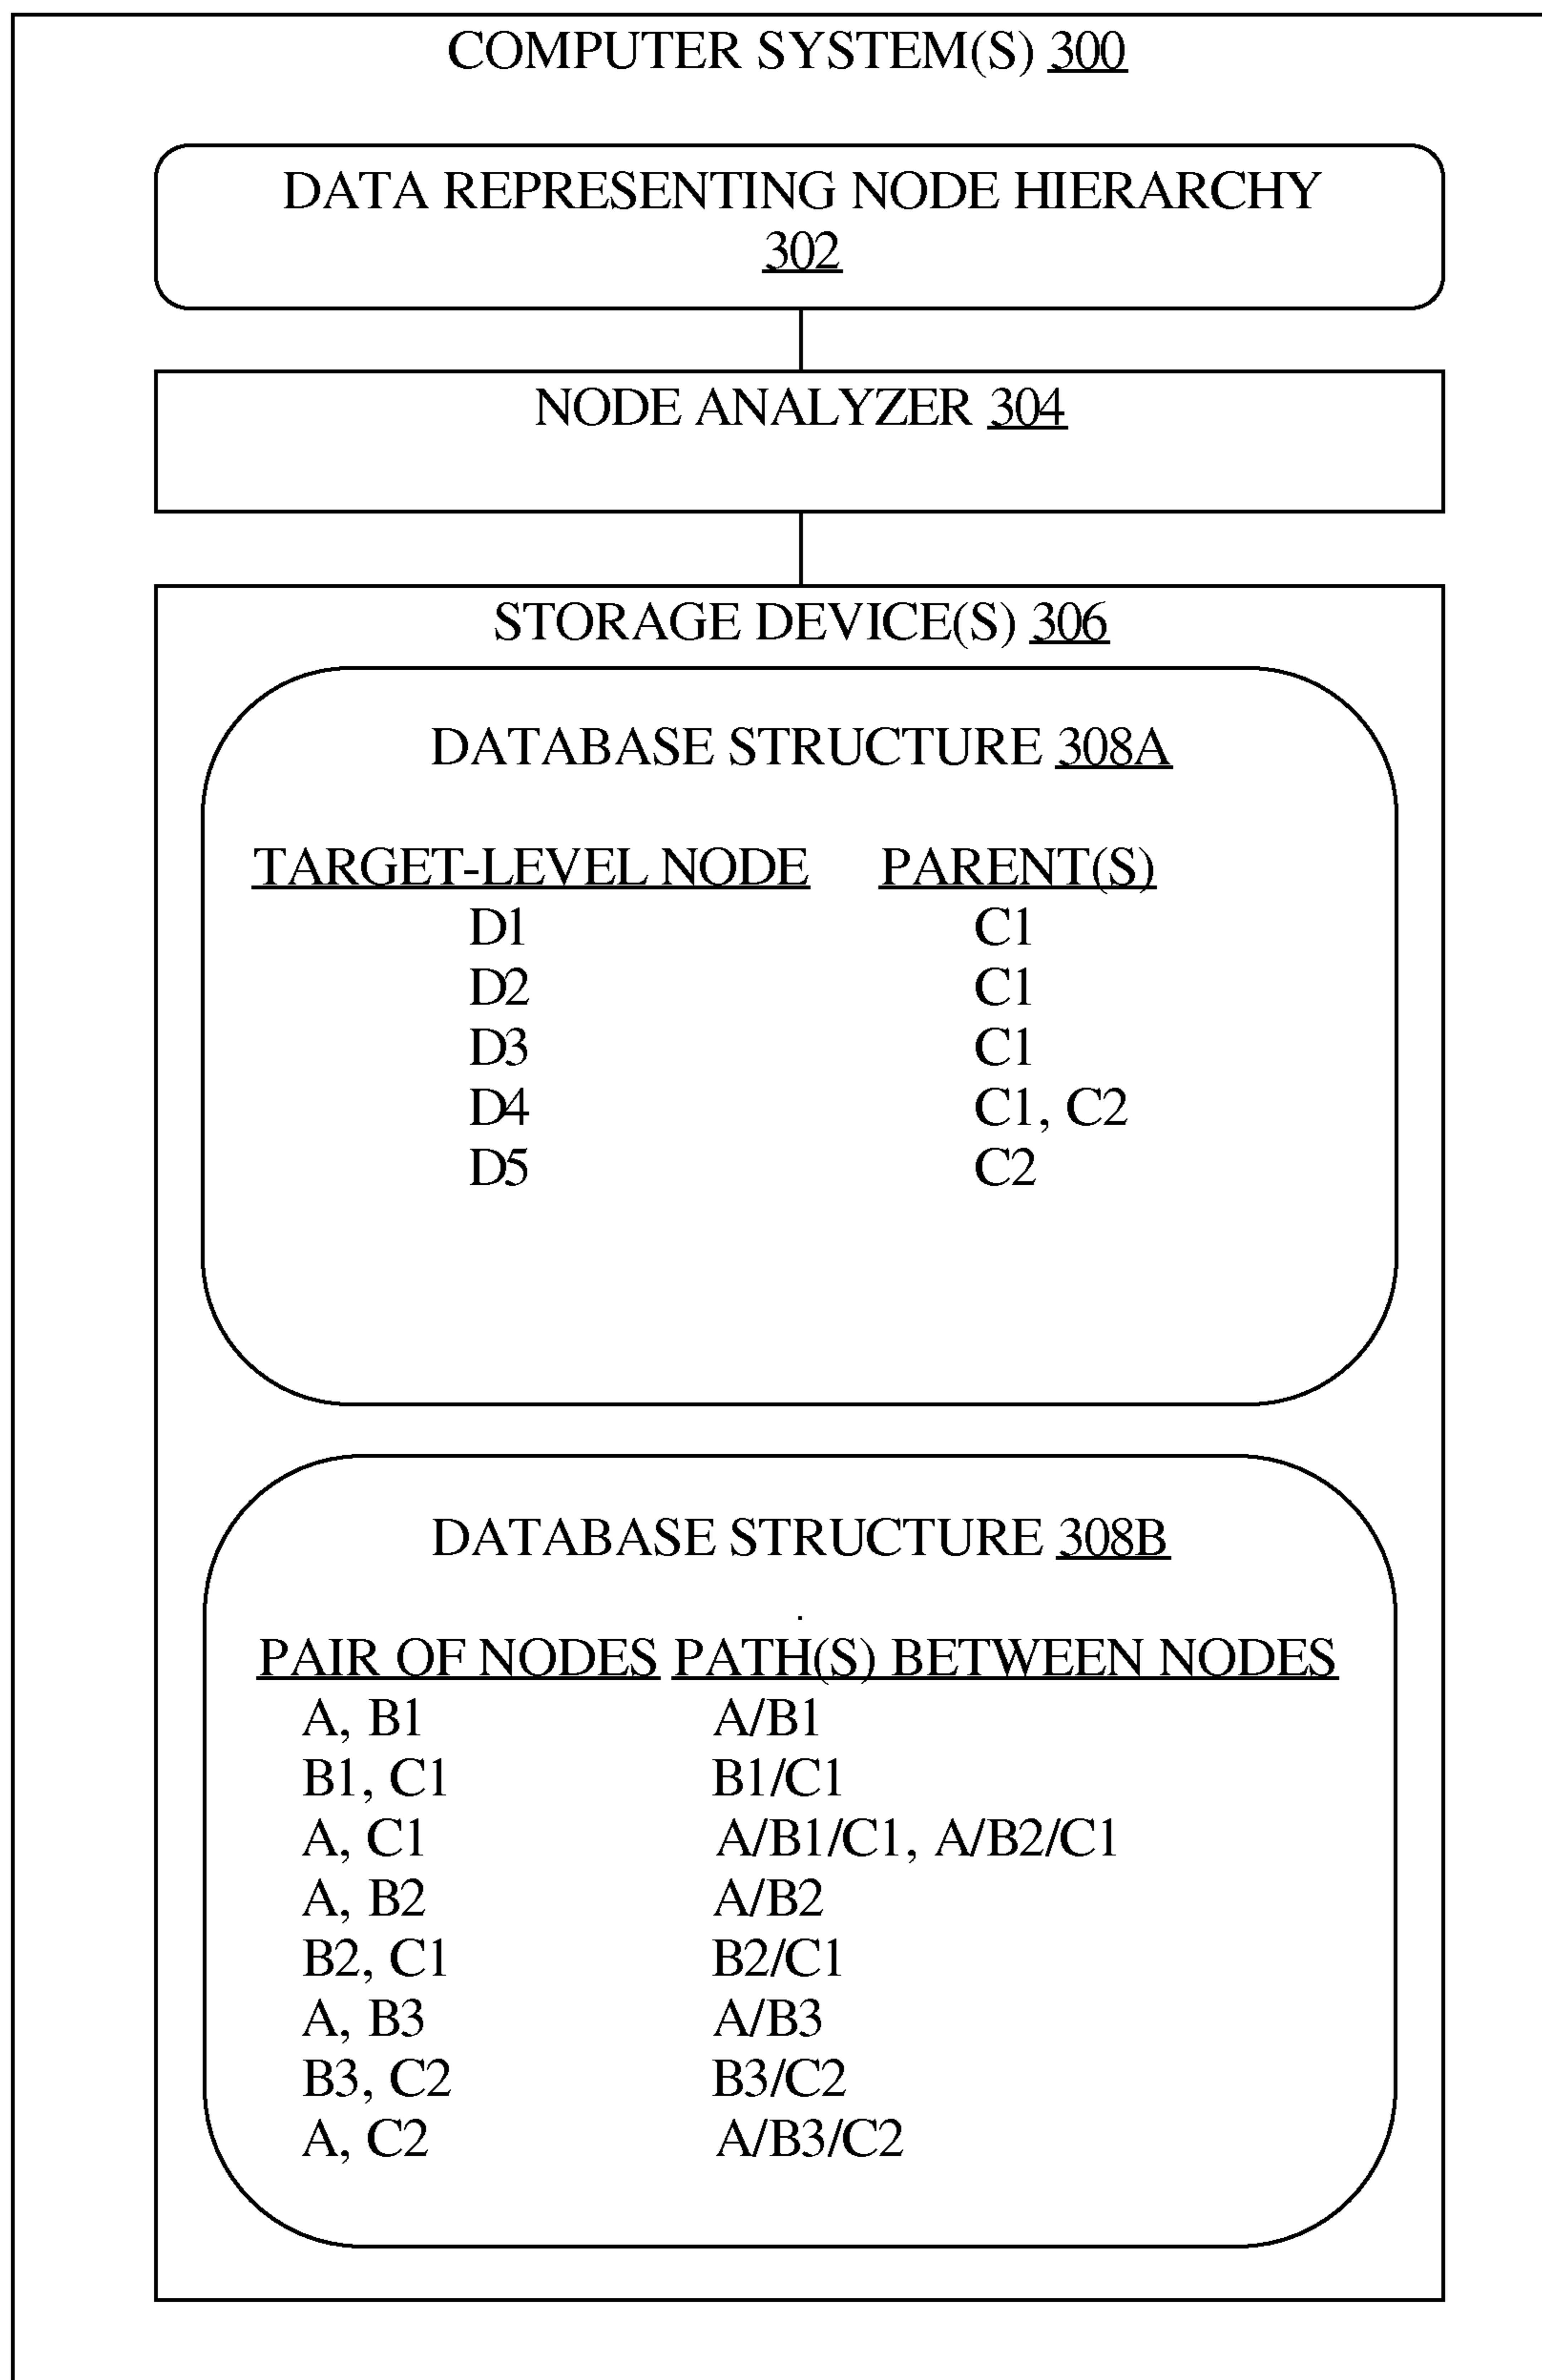 COMPUTER SYSTEM(S) 300
DATA REPRESENTING NODE HIERARCHY
302
NODE ANALYZER 304
STORAGE DEVICE(S) 306
DATABASE STRUCTURE 308A
TARGET-LEVEL NODE PARENT(S)
D1 C1
D2 C1
D3 C1
D4 C1, C2
D5 C2
DATABASE STRUCTURE 308B
PAIR OF NODES PATH(S) BETWEEN NODES
A, B1 A/B1
B1, C1 B1/C1
A, C1 A/B1/C1, A/B2/C1
A, B2 A/B2
B2, C1 B2/C1
A, B3 A/B3
B3, C2 B3/C2
A, C2 A/B3/C2